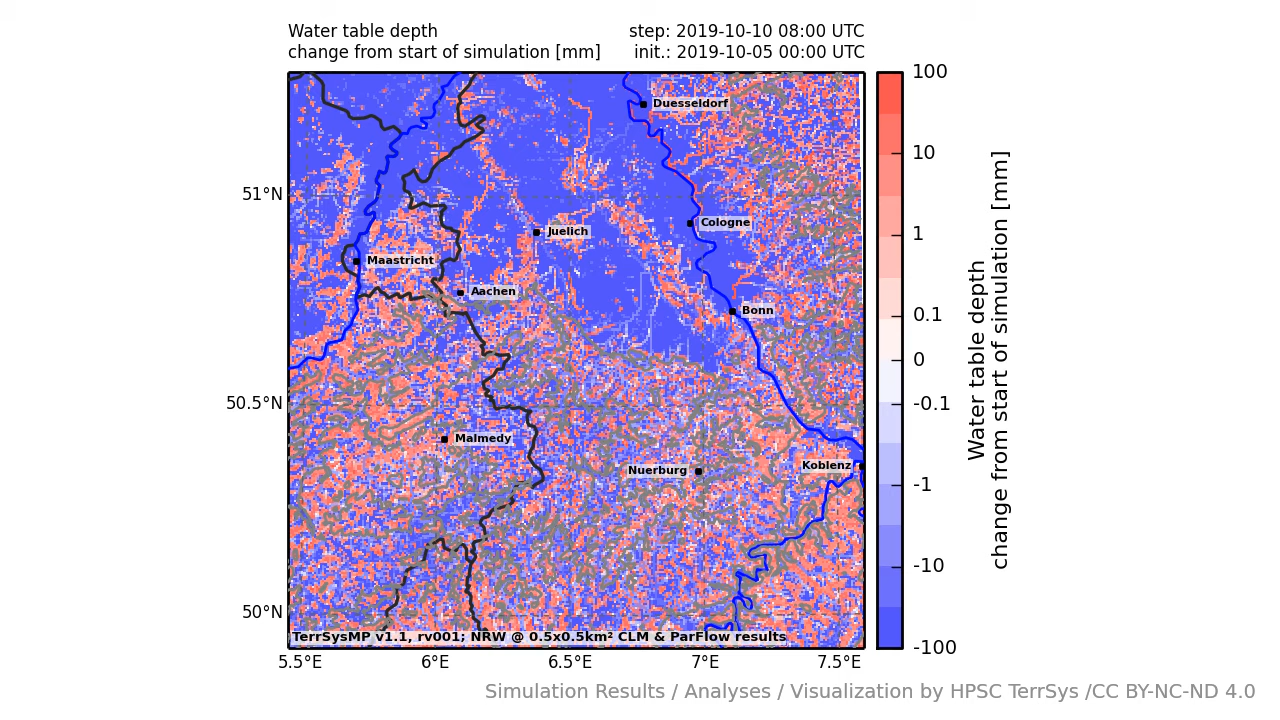 Water table depth
change from start of simulation [mm]
step: 2019-10-10 08:00 UTC
init.: 2019-10-05 00:00 UTC
100
10
1
0.1
0
-0.1
-1
-10
-100
Water table depth
change from start of simulation [mm]
51°N
50.5°N
50°N
Duesseldorf
Cologne
Juelich
Maastricht
Aachen
Bonn
Malmedy
Nuerburg
Koblenz
TerrSysMP v1.1, rv001; NRW @ 0.5x0.5km² CLM & ParFlow results
5.5°E
6°E
6.5°E
7°E
7.5°E
Simulation Results / Analyses / Visualization by HPSC TerrSys /CC BY-NC-ND 4.0